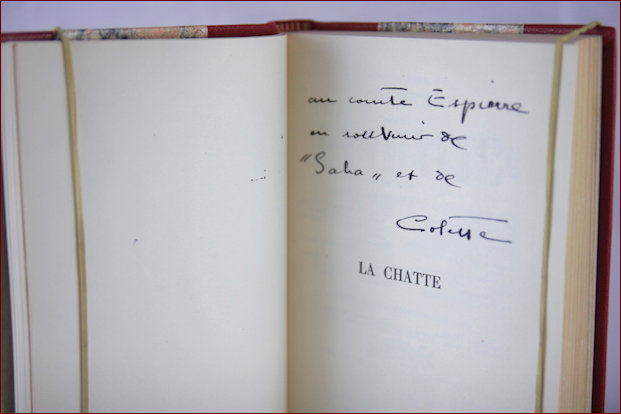 au comte Espierre
en souvenir de
"Saha" et de
Colette
LA CHATTE